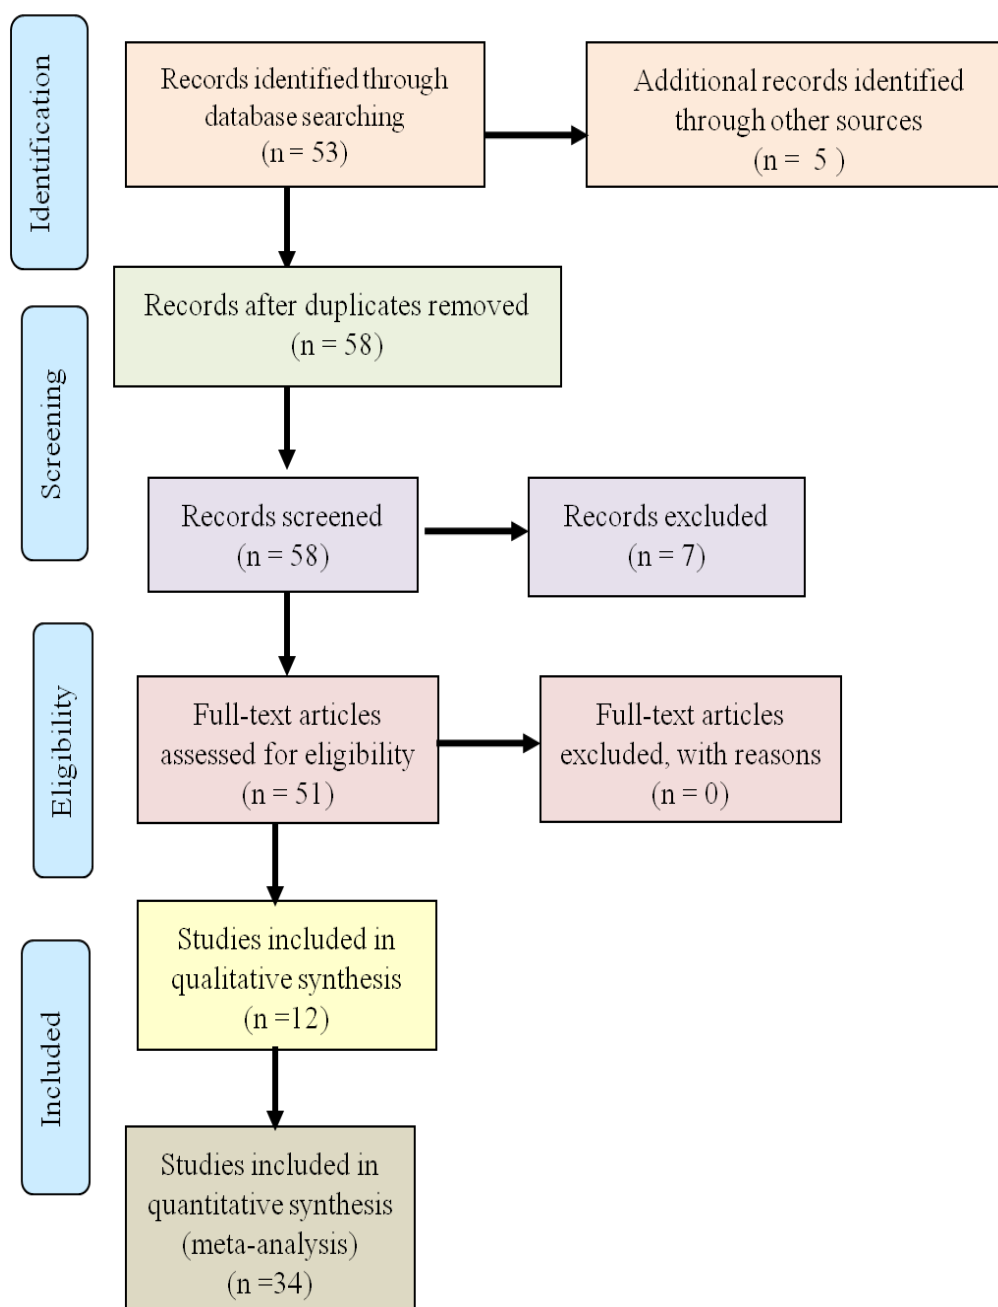 Identification
Records identified through
database searching
(n = 53)
Additional records identified
through other sources
(n =  5 )
Records after duplicates removed
(n = 58)
Screening
Records screened
(n = 58)
Records excluded
(n = 7)
Eligibility
Full-text articles
assessed for eligibility
(n = 51)
Full-text articles
excluded, with reasons
(n = 0)
Included
Studies included in
qualitative synthesis
(n =12)
Studies included in
quantitative synthesis
(meta-analysis)
(n =34)